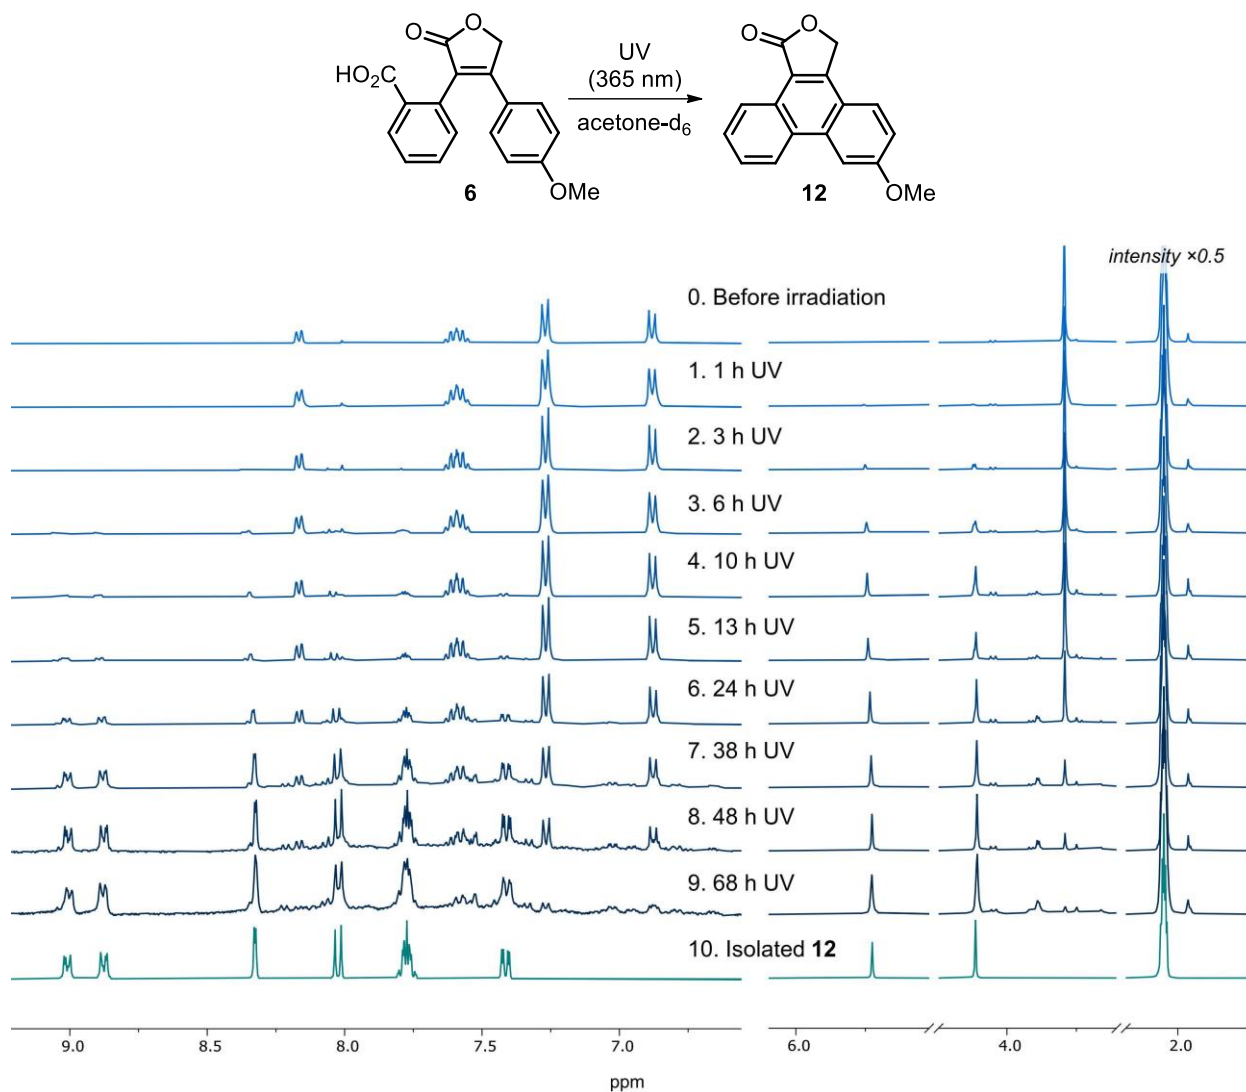 O
O
HO₂C
OMe
6
UV
(365 nm)
acetone-d₆
O
O
OMe
12
intensity ×0.5
0. Before irradiation
1. 1 h UV
2. 3 h UV
3. 6 h UV
4. 10 h UV
5. 13 h UV
6. 24 h UV
7. 38 h UV
8. 48 h UV
9. 68 h UV
10. Isolated 12
9.0 8.5 8.0 7.5 7.0 6.0 4.0 2.0
ppm